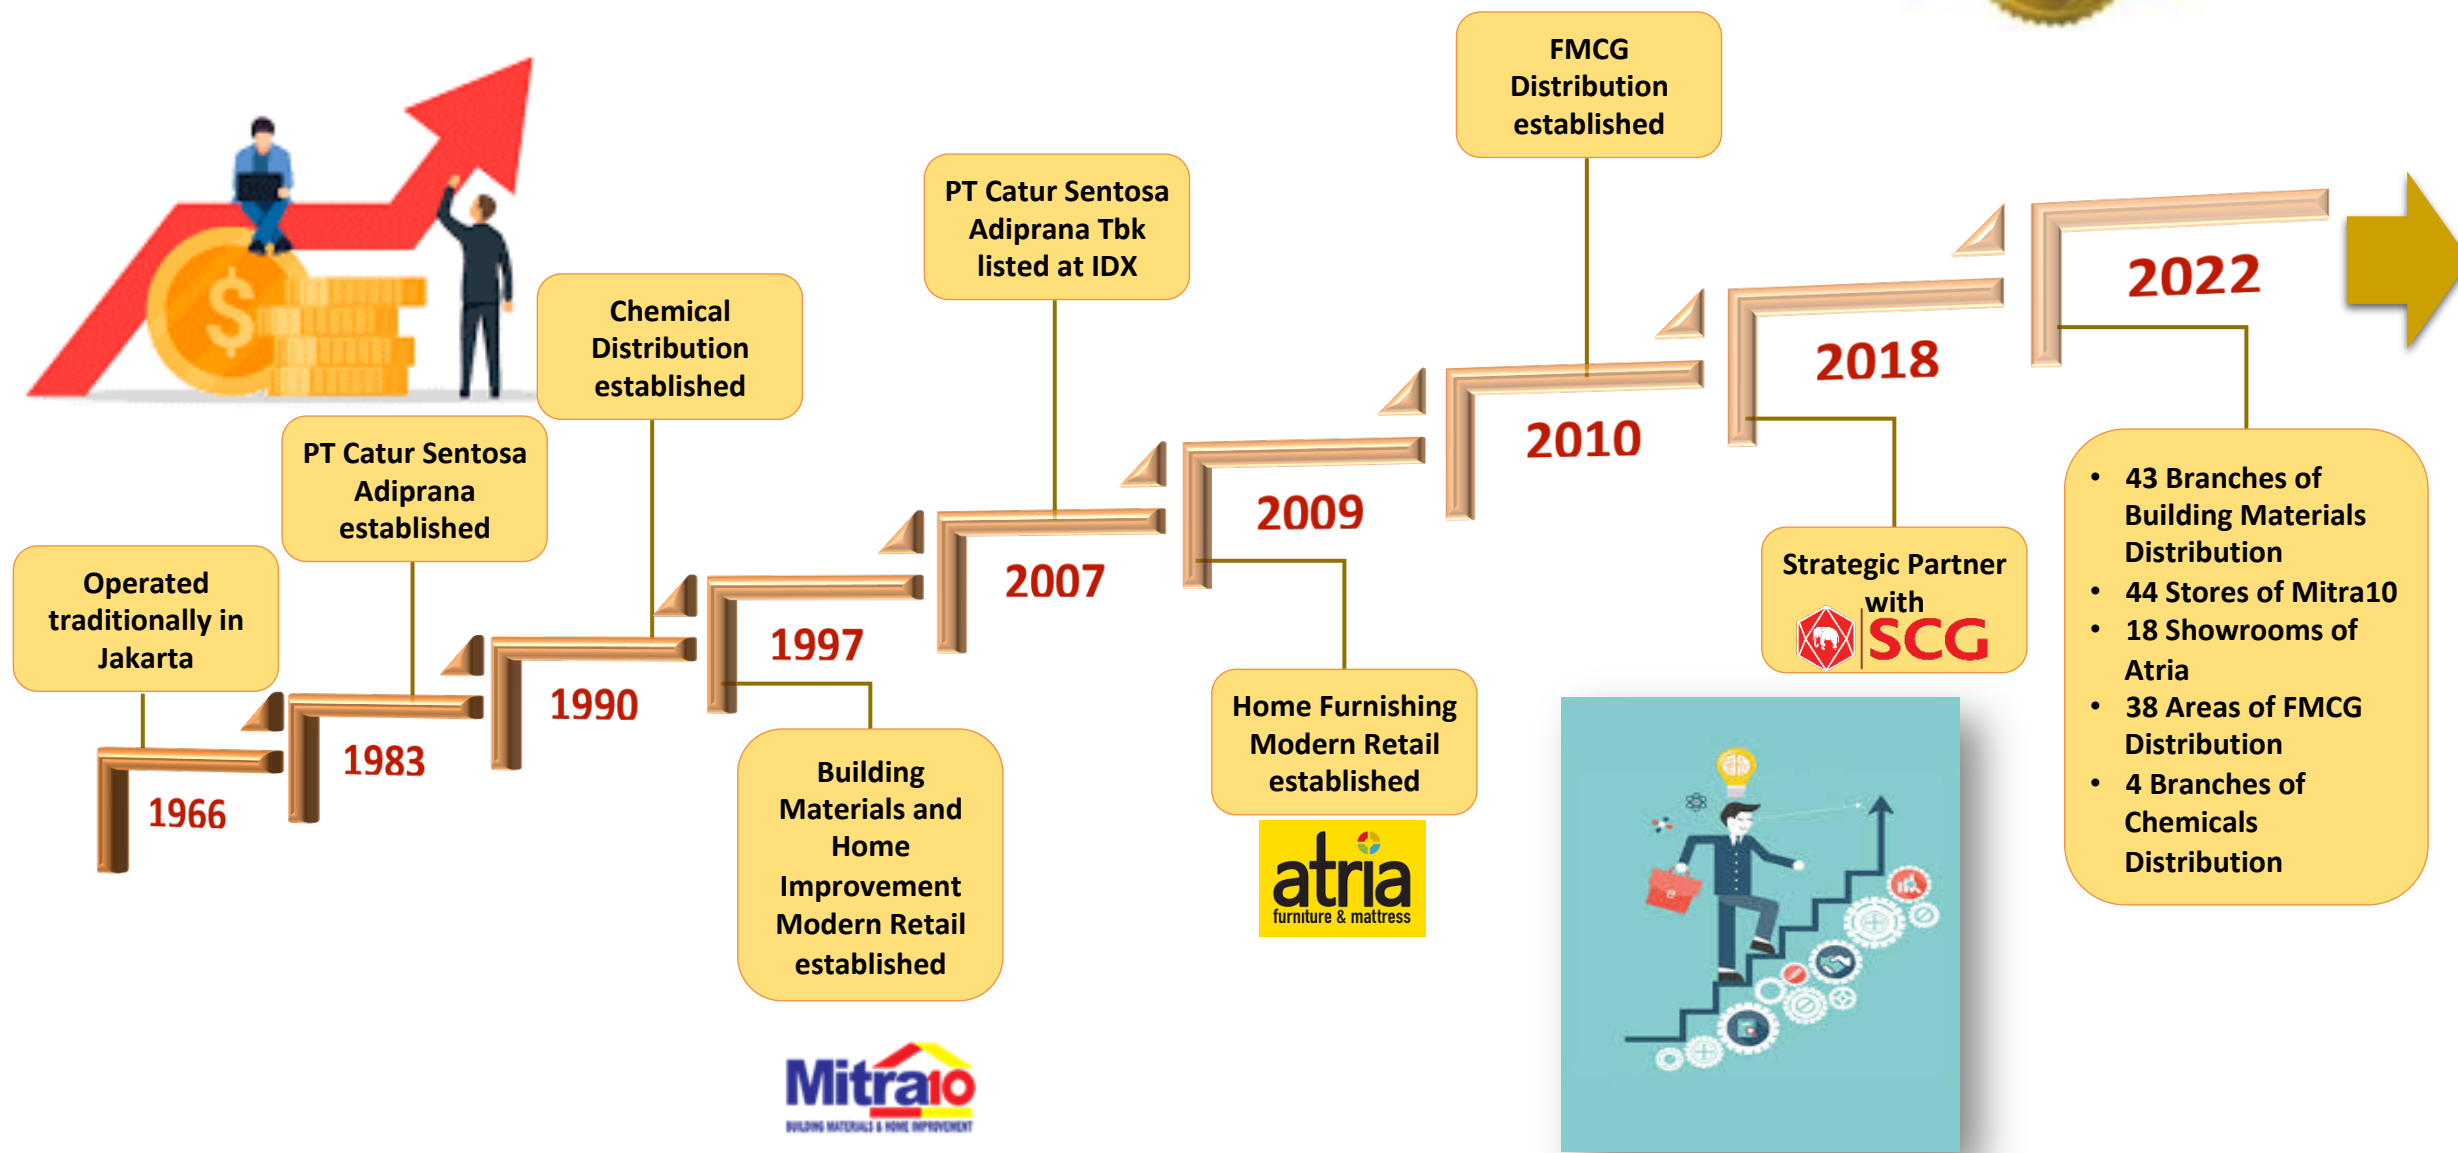 Operated
traditionally in
Jakarta
1966
PT Catur Sentosa
Adiprana
established
1983
Chemical
Distribution
established
1990
1997
Building
Materials and
Home
Improvement
Modern Retail
established
Mitra10
BUILDING MATERIALS & HOME IMPROVEMENT
PT Catur Sentosa
Adiprana Tbk
listed at IDX
2007
2009
Home Furnishing
Modern Retail
established
atria
furniture & mattress
FMCG
Distribution
established
2010
2018
Strategic Partner
with
SCG
2022
• 43 Branches of
Building Materials
Distribution
• 44 Stores of Mitra10
• 18 Showrooms of
Atria
• 38 Areas of FMCG
Distribution
• 4 Branches of
Chemicals
Distribution